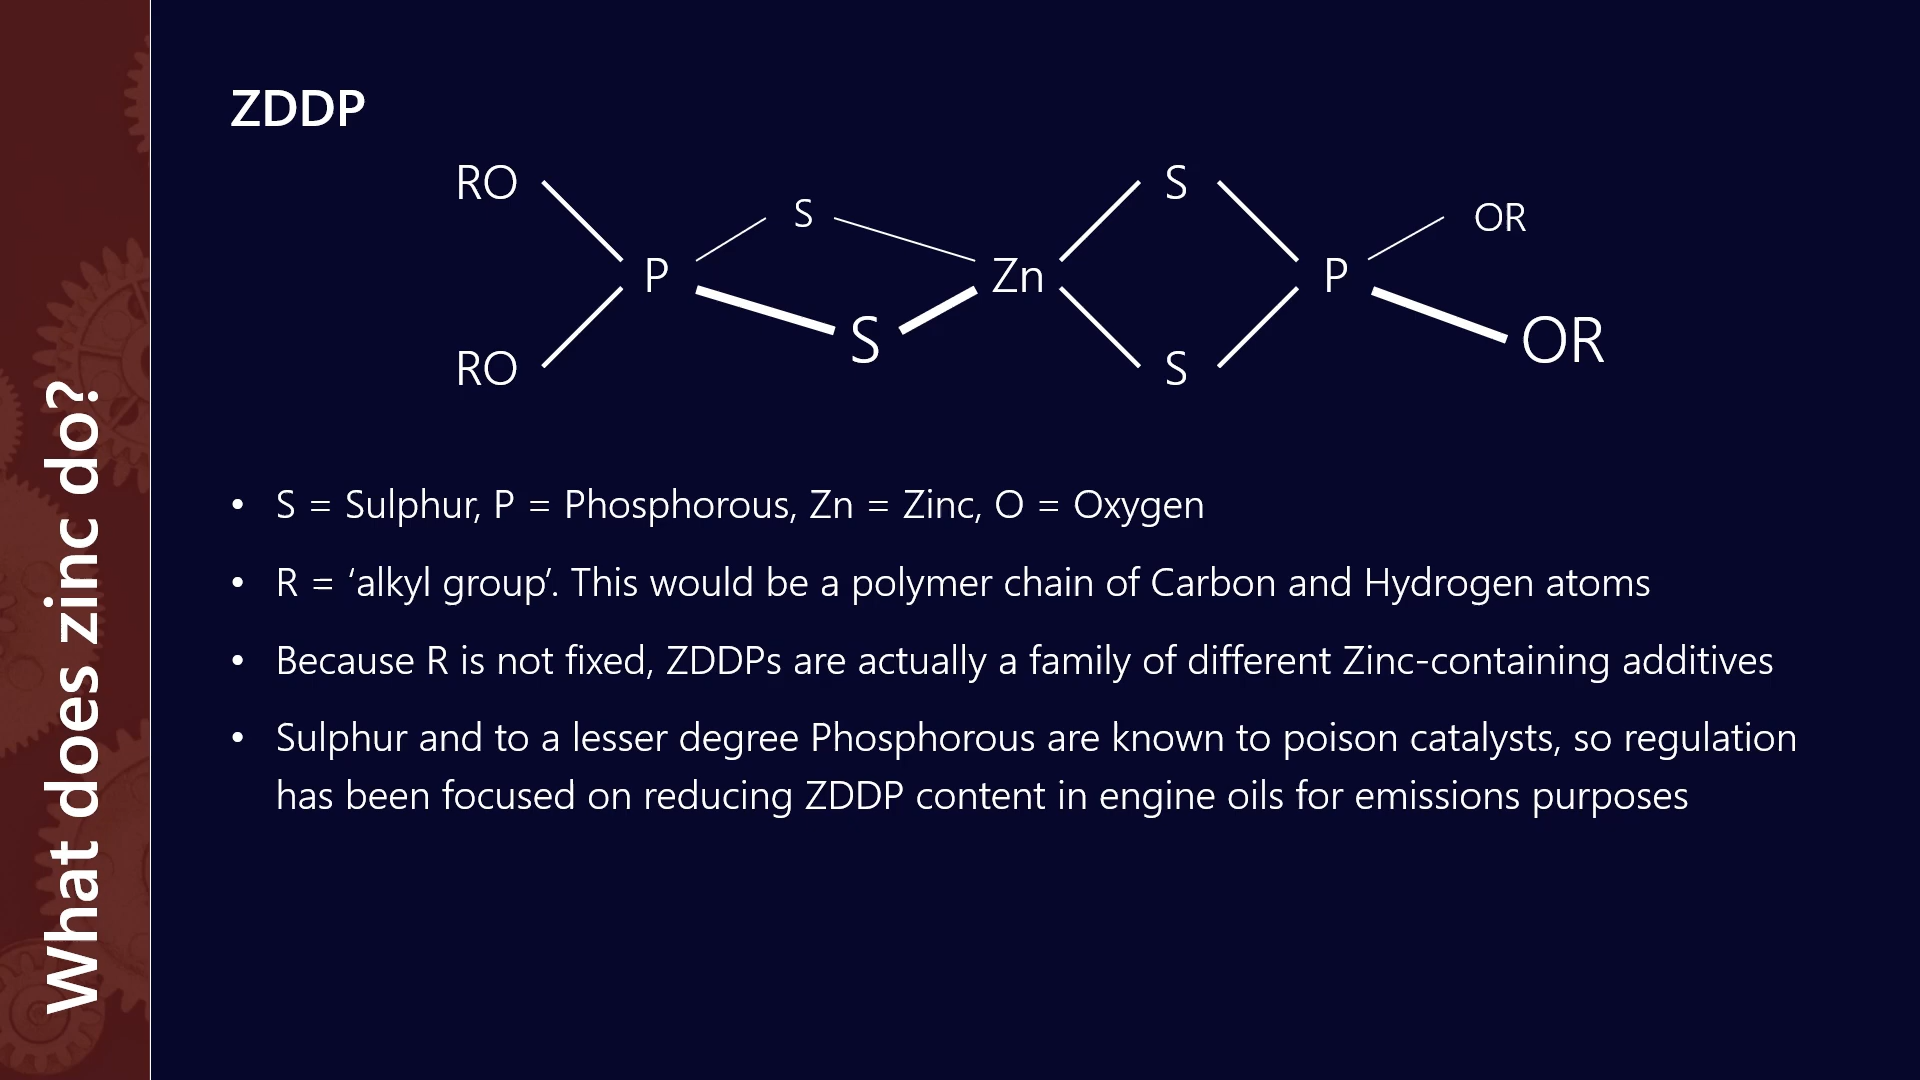 What does zinc do?
ZDDP
RO
S
S
OR
P
Zn
P
S
OR
RO
S
• S = Sulphur, P = Phosphorous, Zn = Zinc, O = Oxygen
• R = ‘alkyl group’. This would be a polymer chain of Carbon and Hydrogen atoms
• Because R is not fixed, ZDDPs are actually a family of different Zinc-containing additives
• Sulphur and to a lesser degree Phosphorous are known to poison catalysts, so regulation
has been focused on reducing ZDDP content in engine oils for emissions purposes